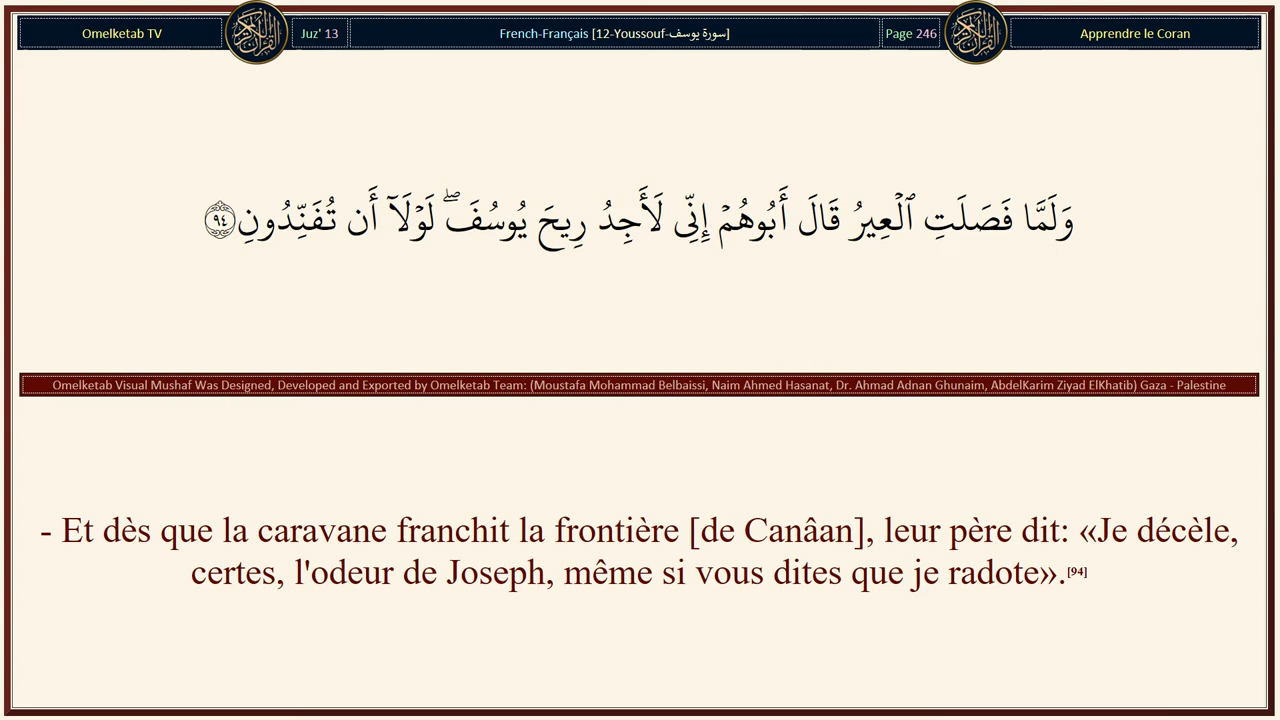 Omelketab TV
Juz' 13
French-Français [12-Youssouf-سورة يوسف]
Page 246
Apprendre le Coran
وَلَمَّا فَصَلَتِ ٱلْعِيرُ قَالَ أَبُوهُمْ إِنِّى لَأَجِدُ رِيحَ يُوسُفَ ۖ لَوْلَآ أَن تُفَنِّدُونِ ٩٤
Omelketab Visual Mushaf Was Designed, Developed and Exported by Omelketab Team: (Moustafa Mohammad Belbaissi, Naim Ahmed Hasanat, Dr. Ahmad Adnan Ghunaim, AbdelKarim Ziyad ElKhatib) Gaza - Palestine
- Et dès que la caravane franchit la frontière [de Canâan], leur père dit: «Je décèle,
certes, l'odeur de Joseph, même si vous dites que je radote».[94]